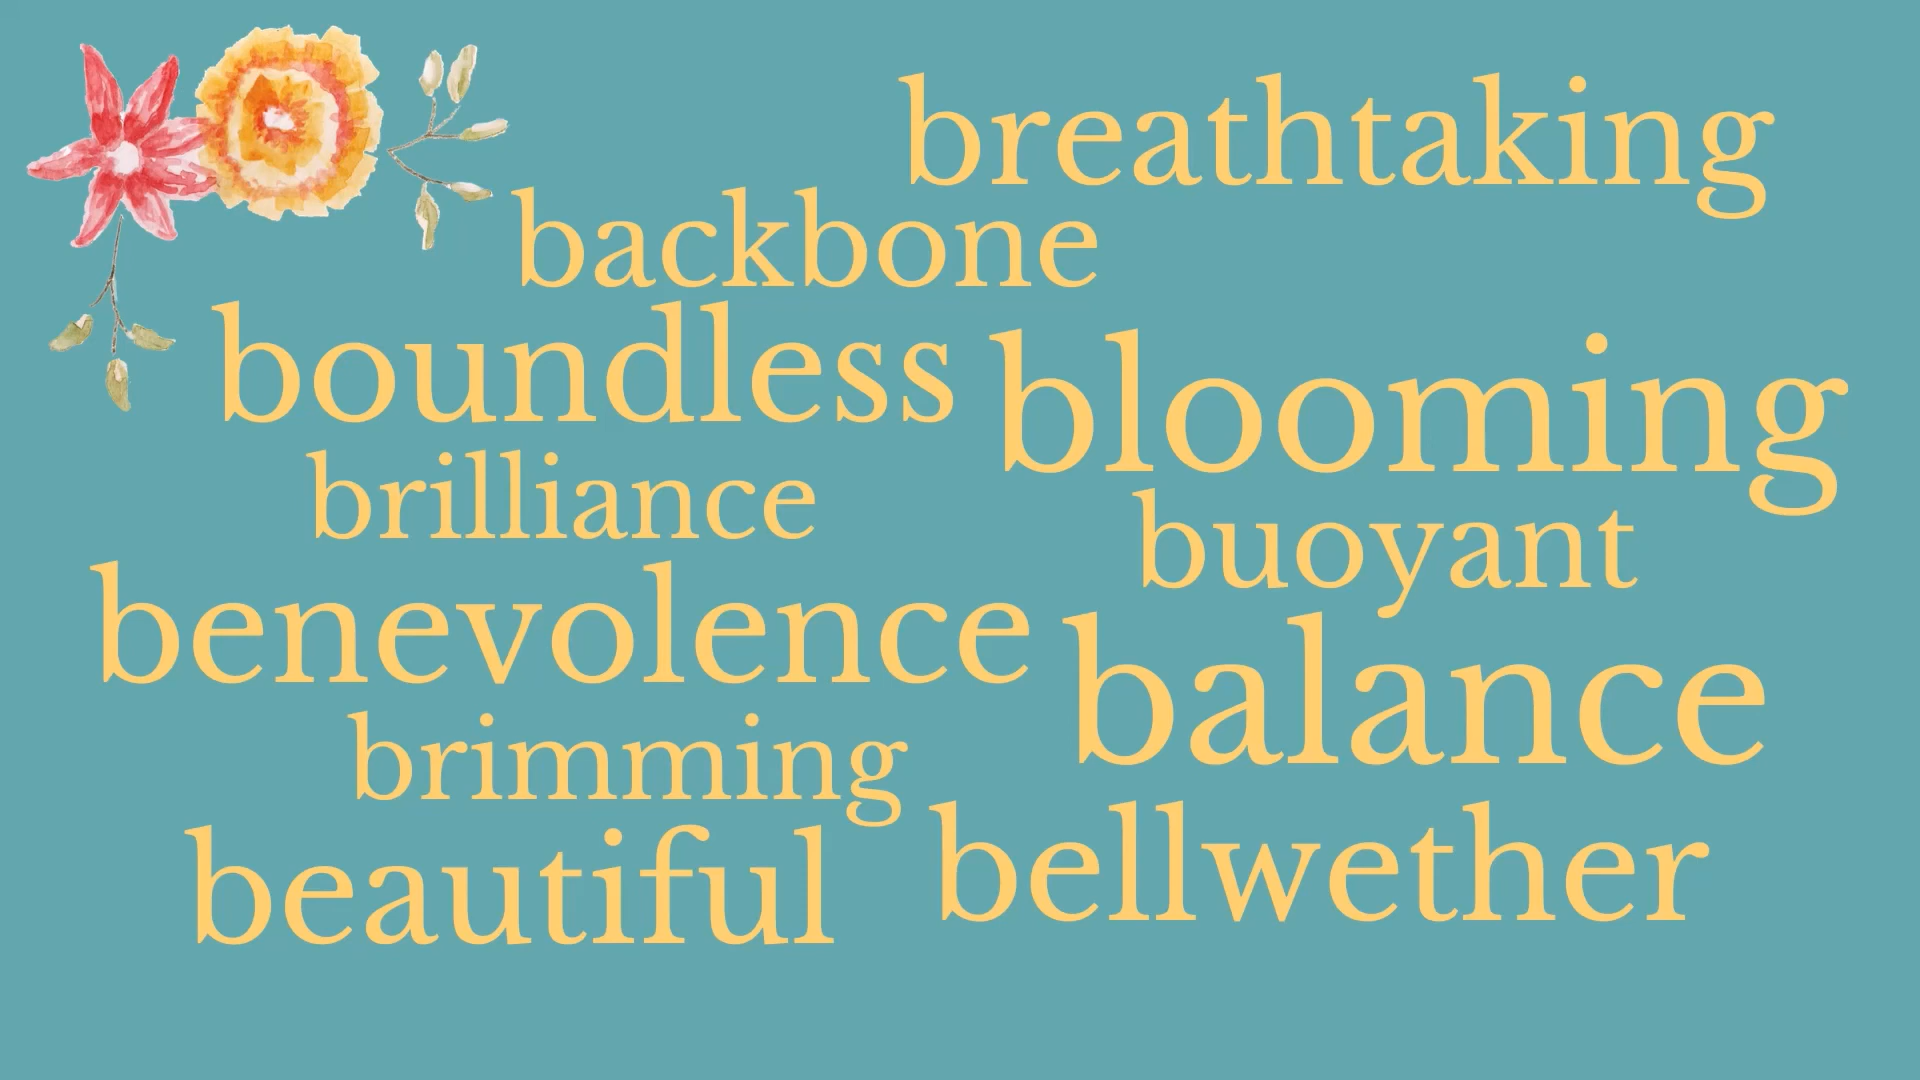 breathtaking
backbone
boundless
blooming
brilliance
buoyant
benevolence
balance
brimming
bellwether
beautiful